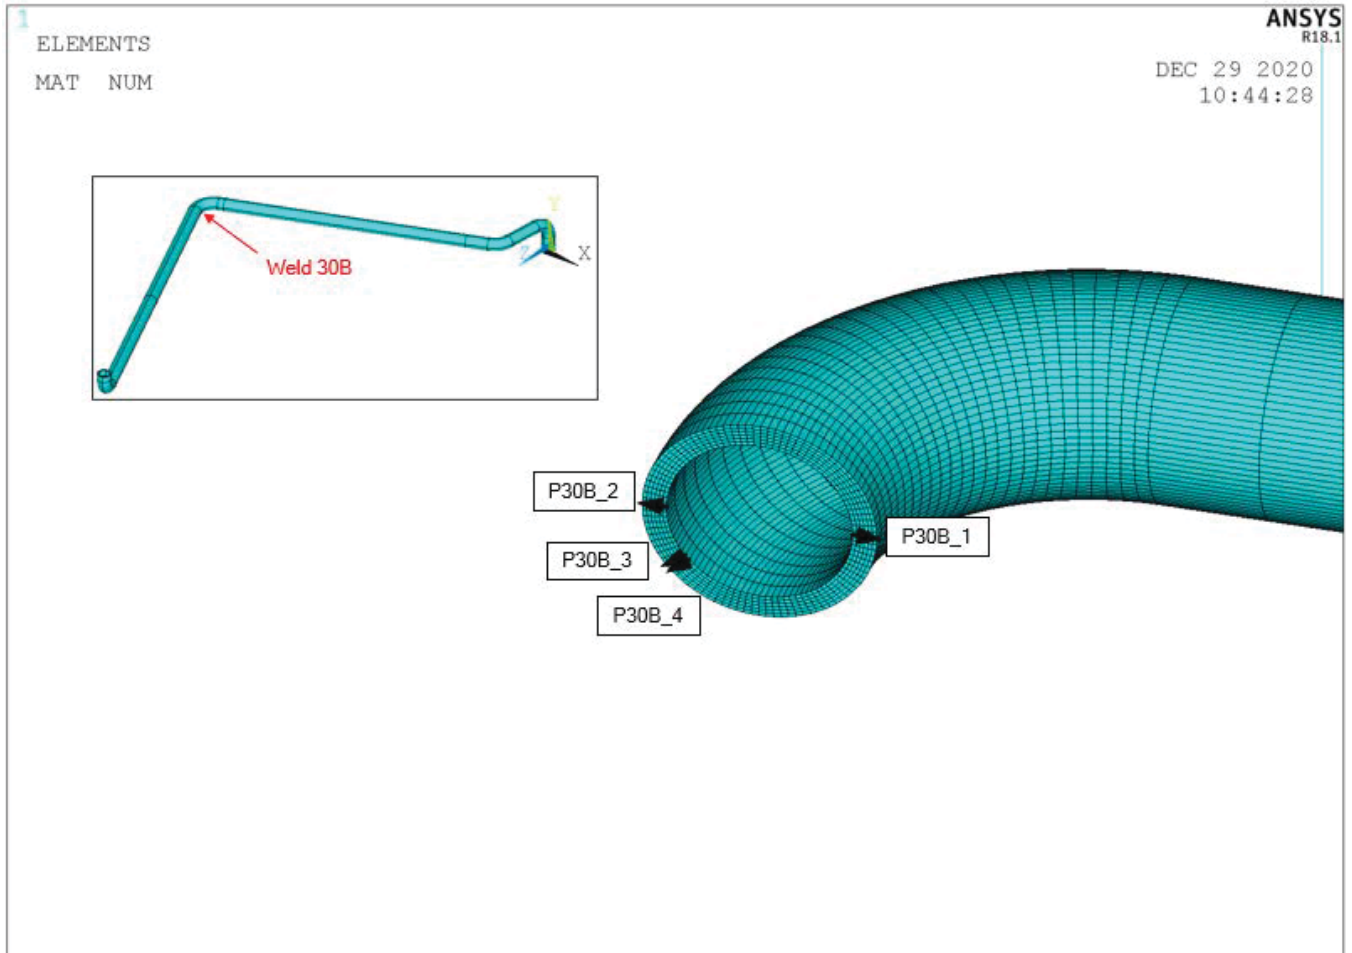 1
ELEMENTS
MAT NUM
ANSYS
R18.1
DEC 29 2020
10:44:28
Y
Z
X
Weld 30B
P30B_2
P30B_1
P30B_3
P30B_4